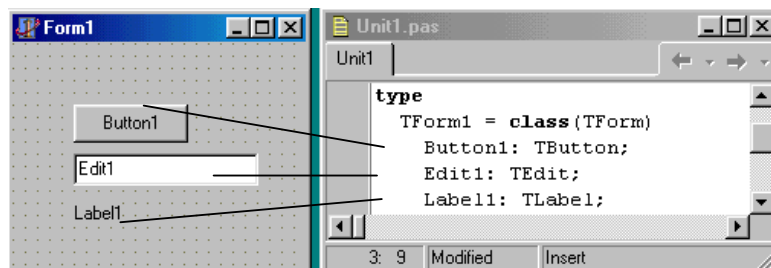 Form1
Button1
Edit1
Label1
Unit1.pas
Unit1
type
TForm1 = class(TForm)
Button1: TButton;
Edit1: TEdit;
Label1: TLabel;
3: 9 Modified Insert